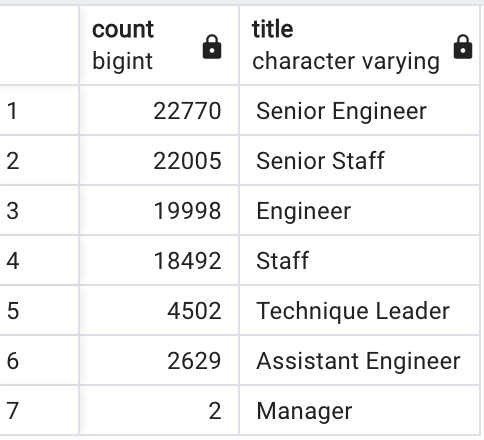 count title
bigint character varying
1 22770 Senior Engineer
2 22005 Senior Staff
3 19998 Engineer
4 18492 Staff
5 4502 Technique Leader
6 2629 Assistant Engineer
7 2 Manager